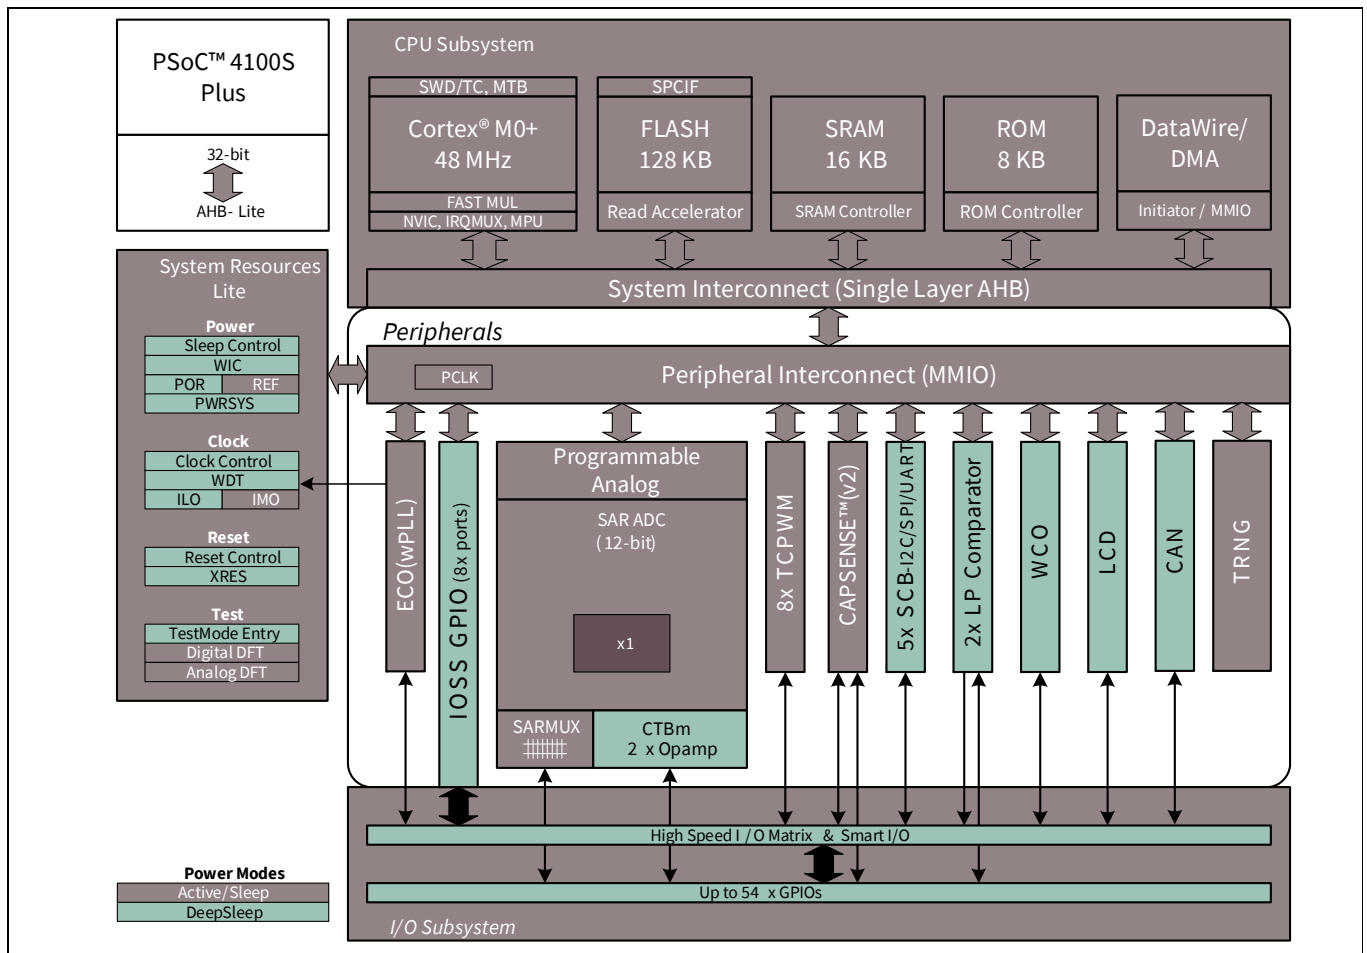 PSoC™ 4100S
Plus
32-bit
AHB- Lite
CPU Subsystem
SWD/TC, MTB
Cortex® M0+
48 MHz
FAST MUL
NVIC, IRQMUX, MPU
SPCIF
FLASH
128 KB
Read Accelerator
SRAM
16 KB
SRAM Controller
ROM
8 KB
ROM Controller
DataWire/
DMA
Initiator / MMIO
System Interconnect (Single Layer AHB)
System Resources
Lite
Power
Sleep Control
WIC
POR REF
PWRSYS
Clock
Clock Control
WDT
ILO IMO
Reset
Reset Control
XRES
Test
TestMode Entry
Digital DFT
Analog DFT
Peripherals
PCLK
Peripheral Interconnect (MMIO)
ECO(wPLL)
IOSS GPIO (8x ports)
Programmable
Analog
SAR ADC
( 12-bit)
x1
SARMUX
CTBm
2 x Opamp
8x TCPWM
CAPSENSE™(v2)
5x SCB-I2C/SPI/UART
2x LP Comparator
WCO
LCD
CAN
TRNG
High Speed I / O Matrix & Smart I/O
Up to 54 x GPIOs
I/O Subsystem
Power Modes
Active/Sleep
DeepSleep